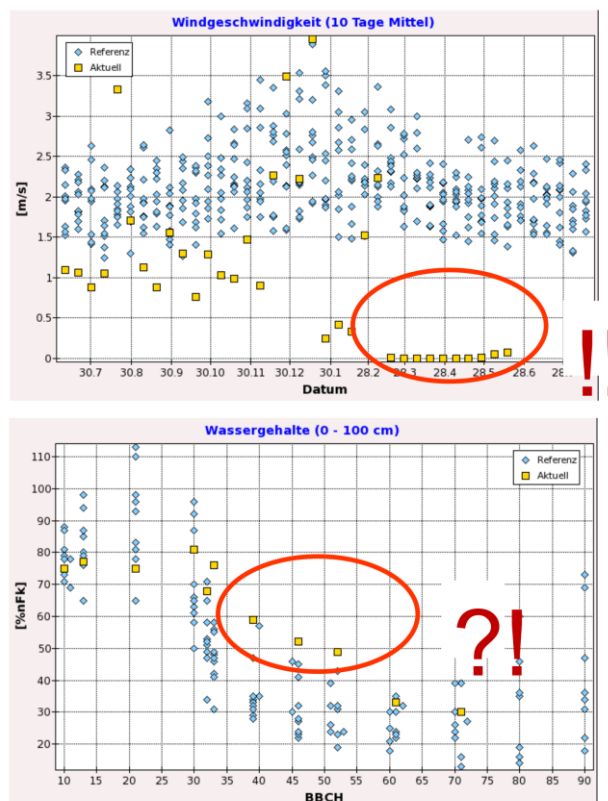 Windgeschwindigkeit (10 Tage Mittel)
Referenz
Aktuell
3.5
3
2.5
2
1.5
1
0.5
0
[m/s]
30.7 30.8 30.9 30.10 30.11 30.12 30.1 28.2 28.3 28.4 28.5 28.6
Datum
!!
Wassergehalte (0 - 100 cm)
Referenz
Aktuell
110
100
90
80
70
60
50
40
30
20
[%nFk]
?!
10 15 20 25 30 35 40 45 50 55 60 65 70 75 80 85 90
BBCH